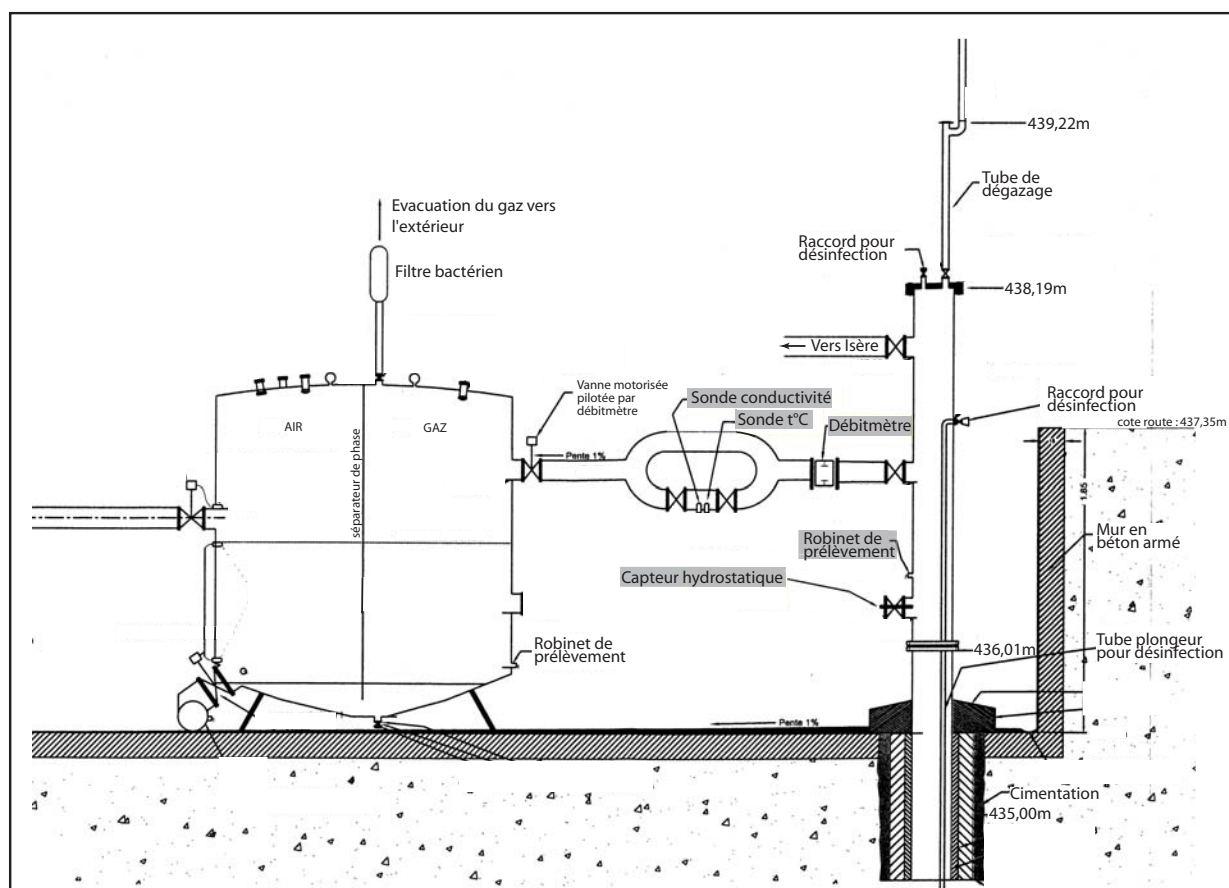 439,22m
Tube de
dégazage
Evacuation du gaz vers
l'extérieur
Filtre bactérien
Raccord pour
désinfection
438,19m
Vers Isère
Vanne motorisée
pilotée par
débitmètre
Sonde conductivité
Sonde t°C
Débitmètre
Raccord pour
désinfection
cote route : 437,35m
AIR
GAZ
séparateur de phase
Pente 1%
1.85
Mur en
béton armé
Robinet de
prélèvement
Capteur hydrostatique
Robinet de
prélèvement
436,01m
Tube plongeur
pour désinfection
Pente 1%
Cimentation
435,00m